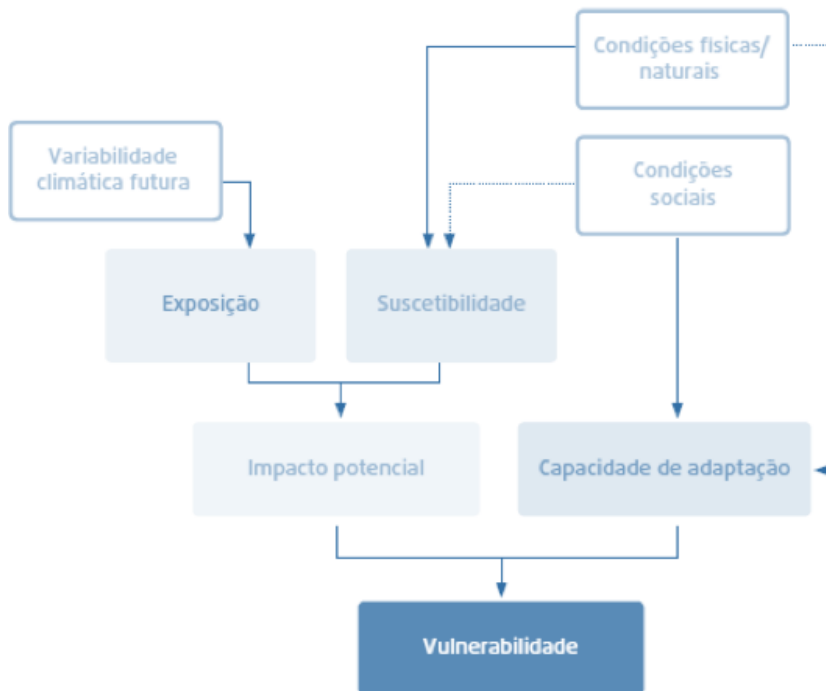 Condições físicas/
naturais
Variabilidade
climática futura
Condições
sociais
Exposição
Suscetibilidade
Impacto potencial
Capacidade de adaptação
Vulnerabilidade